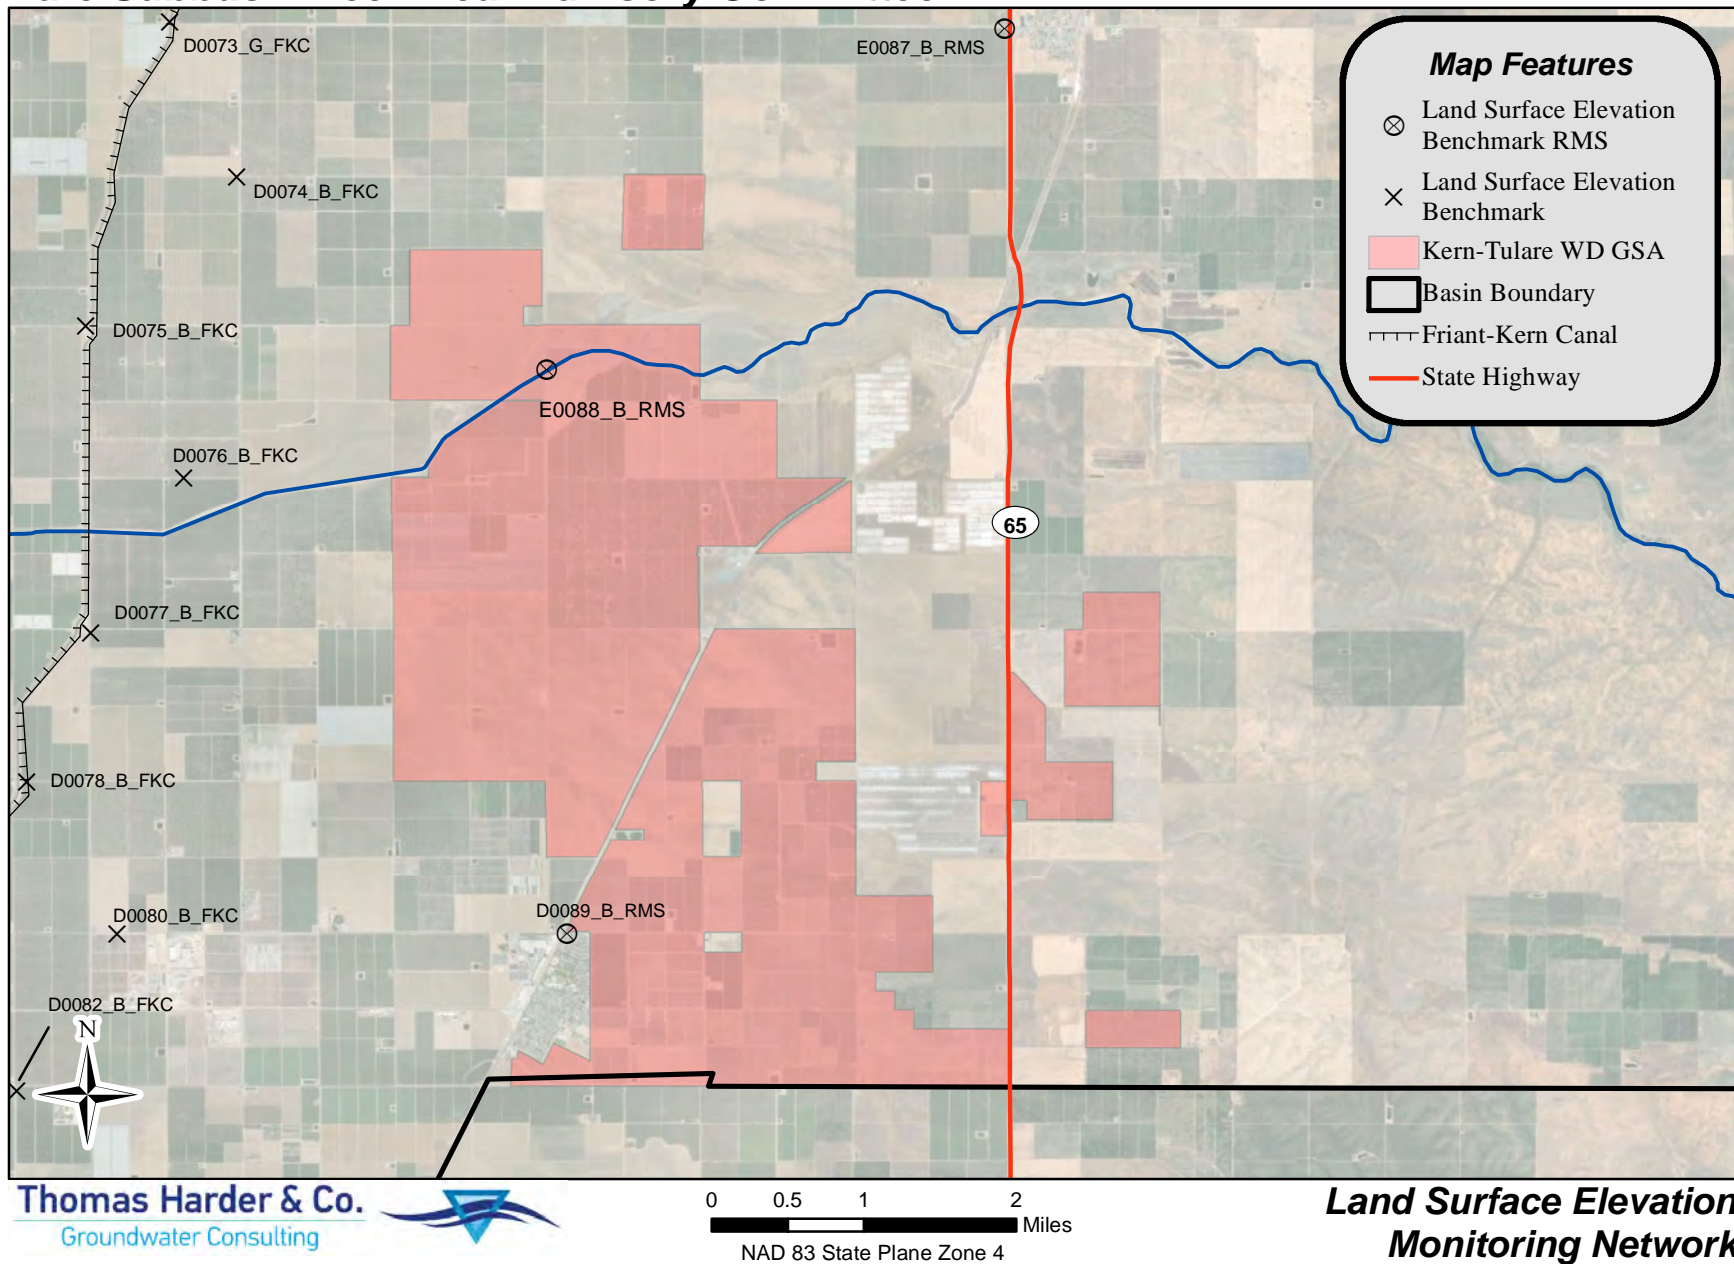 D0073_G_FKC
E0087_B_RMS
D0074_B_FKC
D0075_B_FKC
E0088_B_RMS
D0076_B_FKC
65
D0077_B_FKC
D0078_B_FKC
D0089_B_RMS
D0080_B_FKC
D0082_B_FKC
N
Map Features
Land Surface Elevation
Benchmark RMS
Land Surface Elevation
Benchmark
Kern-Tulare WD GSA
Basin Boundary
Friant-Kern Canal
State Highway
Thomas Harder & Co.
Groundwater Consulting
0 0.5 1 2
Miles
NAD 83 State Plane Zone 4
Land Surface Elevation
Monitoring Network